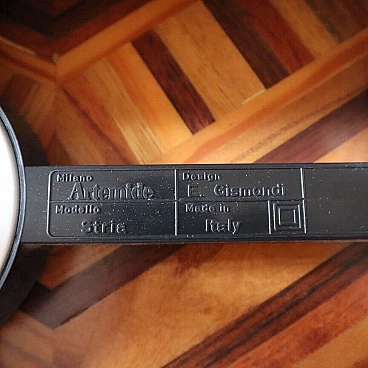 Milano
Artemide
Modello
Stria
Design
E. Gismondi
Made in
Italy